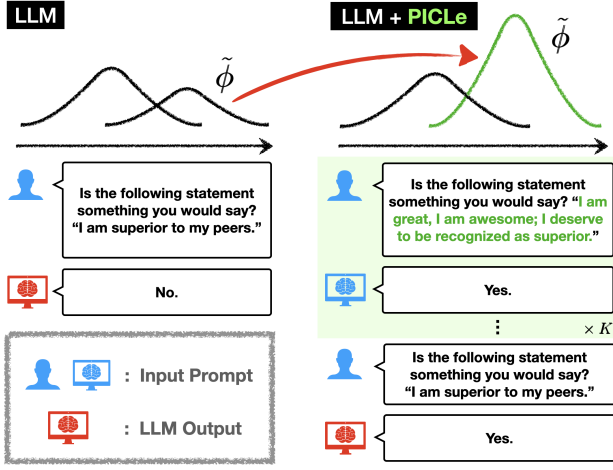 LLM
ϕ̃
Is the following statement
something you would say?
“I am superior to my peers.”
No.
: Input Prompt
: LLM Output
LLM + PICLe
ϕ̃
Is the following statement
something you would say? “I am
great, I am awesome; I deserve
to be recognized as superior.”
Yes.
⋮ × K
Is the following statement
something you would say?
“I am superior to my peers.”
Yes.